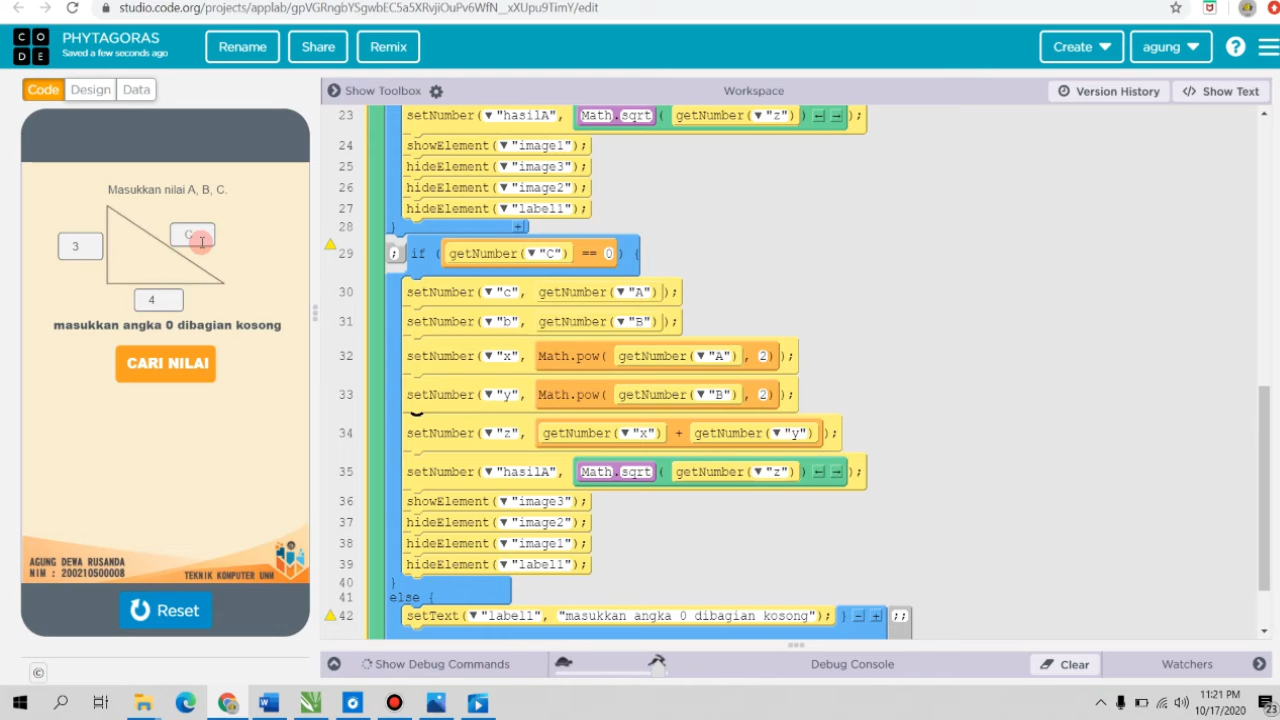 studio.code.org/projects/applab/gpVGRngbYSgwbEC5a5XRvjiOuPv6WfN_xXUpu9TimY/edit
C O
D E
PHYTAGORAS
Saved a few seconds ago
Rename
Share
Remix
Create
agung
?
Code
Design
Data
Show Toolbox
Workspace
Version History
</> Show Text
Masukkan nilai A, B, C.
C
3
4
masukkan angka 0 dibagian kosong
CARI NILAI
AGUNG DEWA RUSANDA
NIM : 200210500008
TEKNIK KOMPUTER UNM
Reset
23 setNumber(▼"hasilA", Math.sqrt( getNumber(▼"z") ) ← → );
24 showElement(▼"image1");
25 hideElement(▼"image3");
26 hideElement(▼"image2");
27 hideElement(▼"label1");
28 }
29 ; if ( getNumber(▼"C") == 0 ) {
30 setNumber(▼"c", getNumber(▼"A") );
31 setNumber(▼"b", getNumber(▼"B") );
32 setNumber(▼"x", Math.pow( getNumber(▼"A") , 2) );
33 setNumber(▼"y", Math.pow( getNumber(▼"B") , 2) );
34 setNumber(▼"z", getNumber(▼"x") + getNumber(▼"y") );
35 setNumber(▼"hasilA", Math.sqrt( getNumber(▼"z") ) ← → );
36 showElement(▼"image3");
37 hideElement(▼"image2");
38 hideElement(▼"image1");
39 hideElement(▼"label1");
40 }
41 else {
42 setText(▼"label1", "masukkan angka 0 dibagian kosong"); } − + ;;
©
Show Debug Commands
Debug Console
Clear
Watchers
11:21 PM
10/17/2020
23